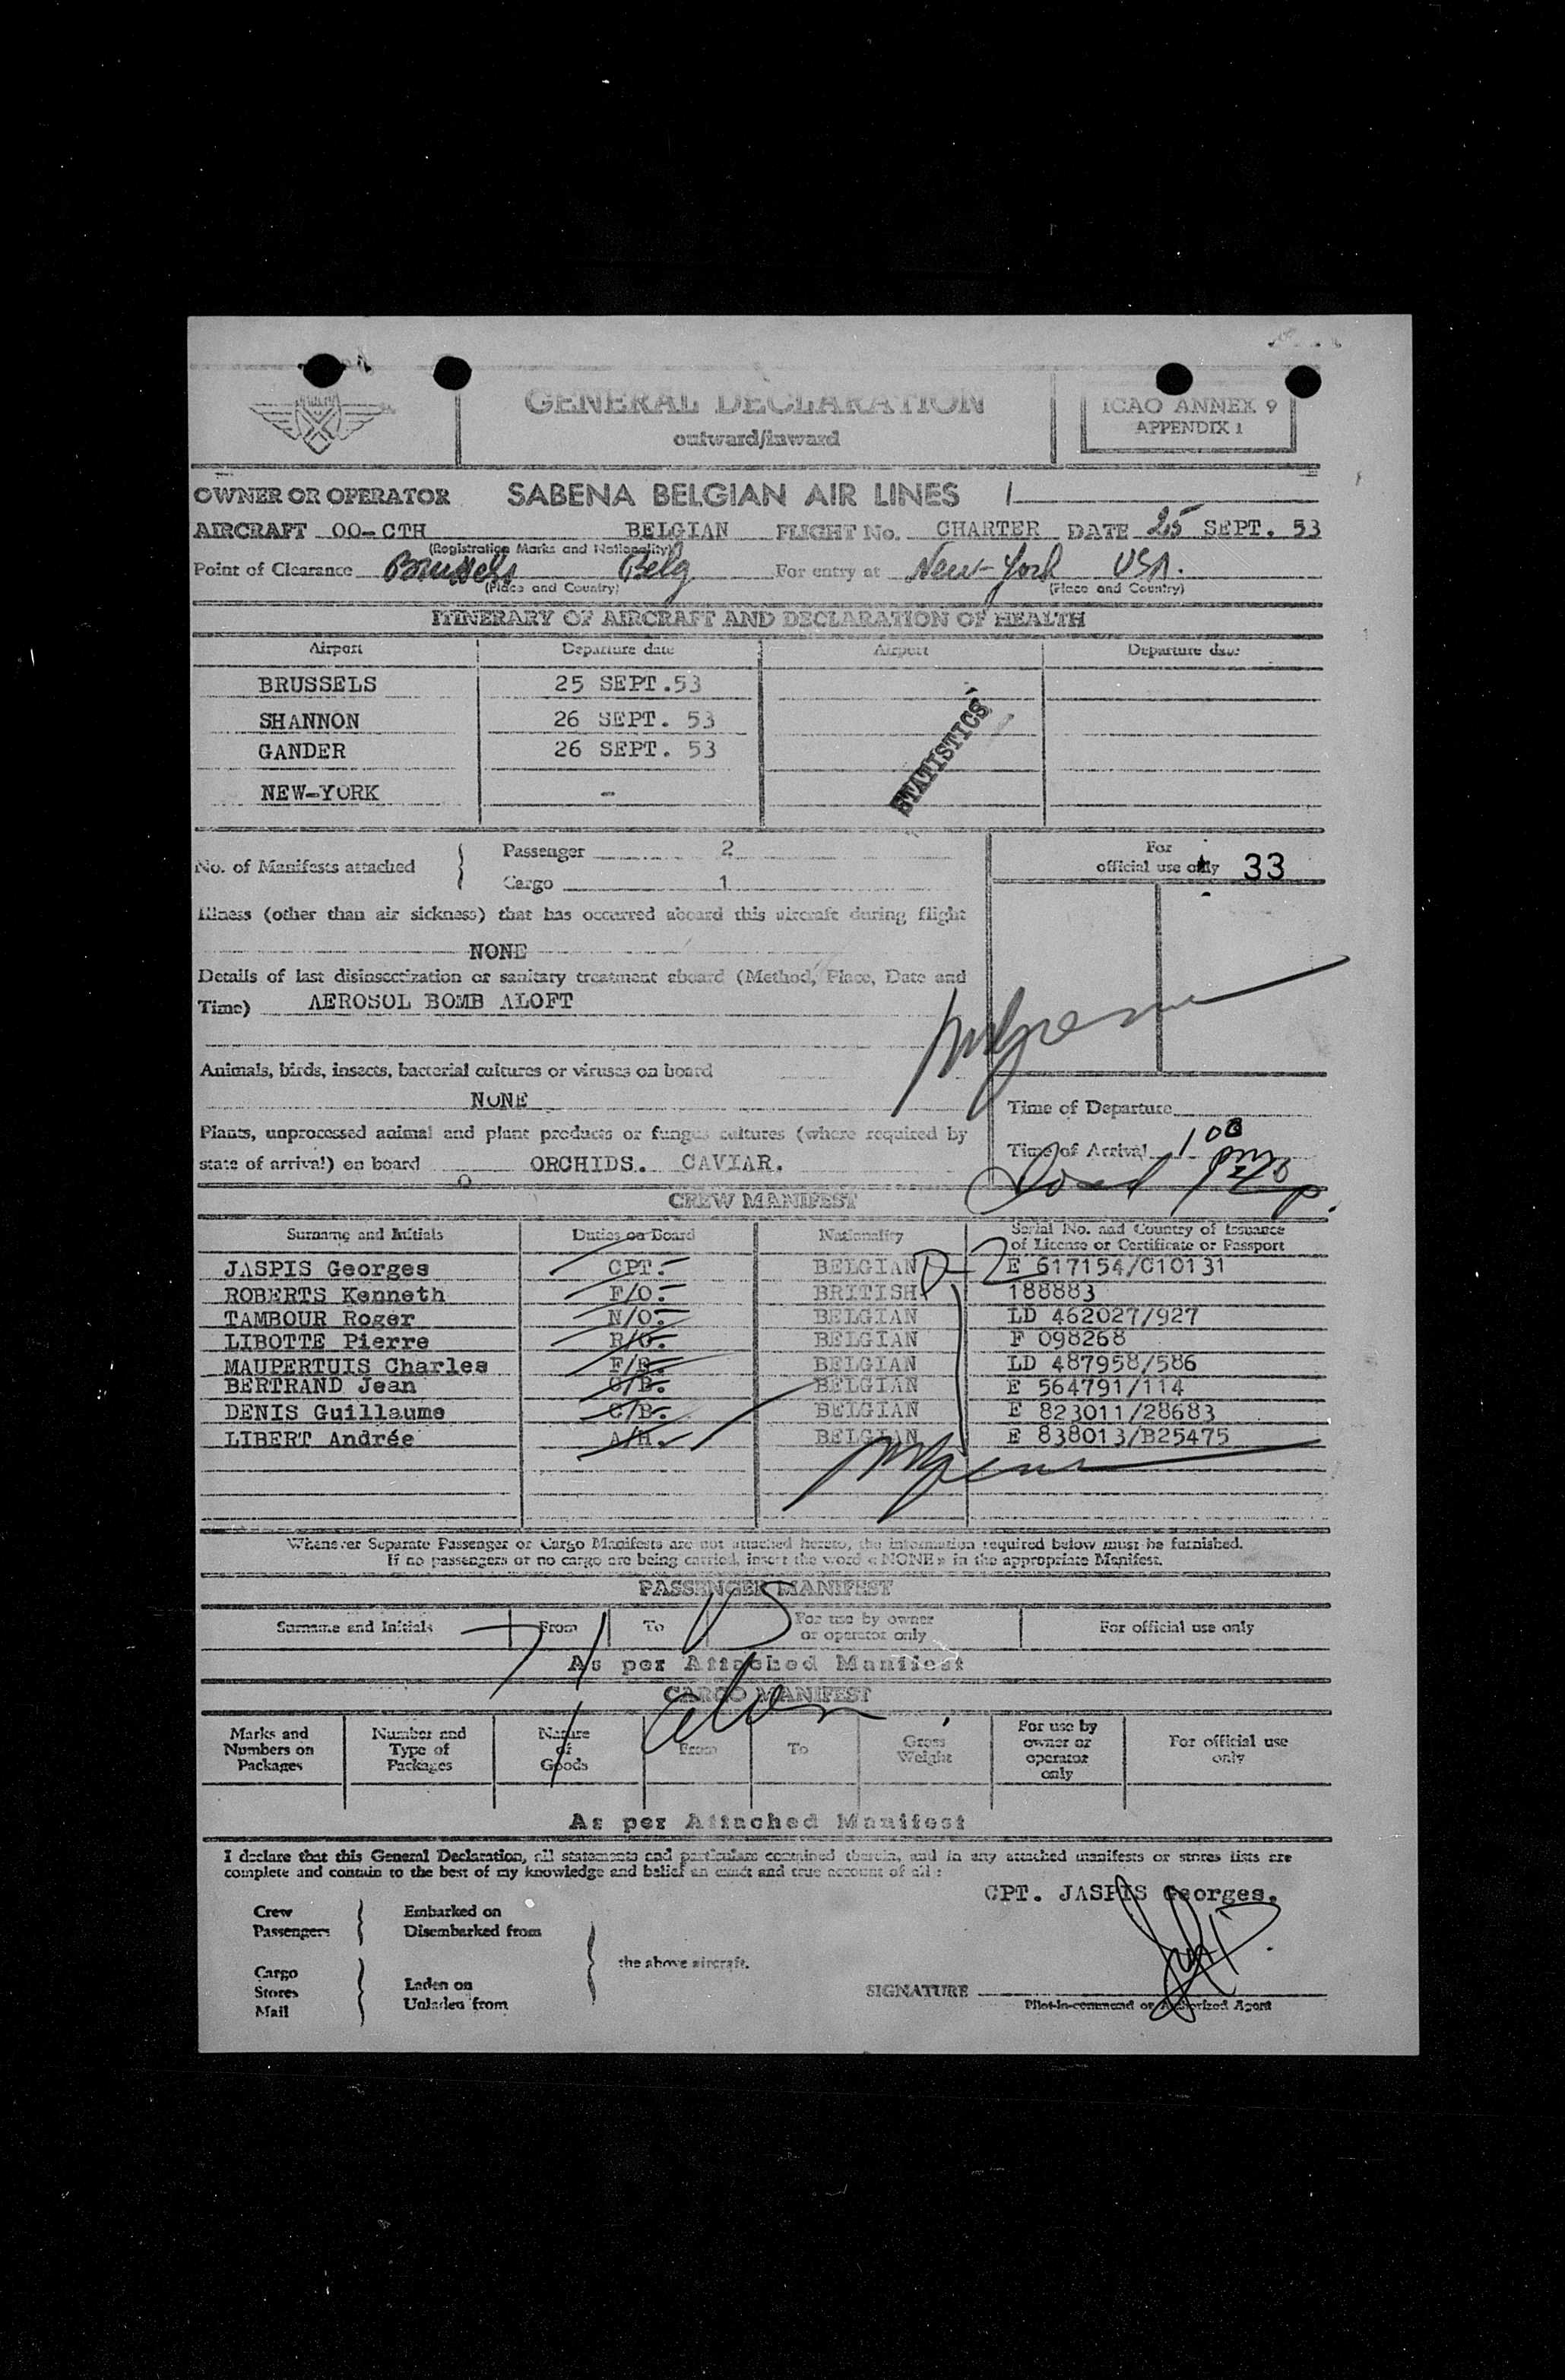 GENERAL DECLARATION
outward/inward
ICAO ANNEX 9
APPENDIX 1
OWNER OR OPERATOR SABENA BELGIAN AIR LINES
AIRCRAFT OO-CTH BELGIAN FLIGHT No. CHARTER DATE 25 SEPT. 53
(Registration Marks and Nationality)
Point of Clearance Brussels Belg For entry at New-York USA.
(Place and Country) (Place and Country)
ITINERARY OF AIRCRAFT AND DECLARATION OF HEALTH
Airport Departure date Airport Departure date
BRUSSELS 25 SEPT.53
SHANNON 26 SEPT. 53
GANDER 26 SEPT. 53
NEW-YORK -
STATISTICS
No. of Manifests attached
Passenger 2
Cargo 1
For
official use only 33
Illness (other than air sickness) that has occurred aboard this aircraft during flight
NONE
Details of last disinsectization or sanitary treatment aboard (Method, Place, Date and
Time) AEROSOL BOMB ALOFT
Animals, birds, insects, bacterial cultures or viruses on board
NONE
Time of Departure
Plants, unprocessed animal and plant products or fungus cultures (where required by
state of arrival) on board ORCHIDS. CAVIAR.
Time of Arrival 1 00 pm
CREW MANIFEST
Surname and Initials Duties on Board Nationality Serial No. and Country of Issuance
of License or Certificate or Passport
JASPIS Georges CPT. BELGIAN E 617154/C10131
ROBERTS Kenneth F/O. BRITISH 188883
TAMBOUR Roger N/O. BELGIAN LD 462027/927
LIBOTTE Pierre R/O. BELGIAN F 098268
MAUPERTUIS Charles F/E. BELGIAN LD 487958/586
BERTRAND Jean C/B. BELGIAN E 564791/114
DENIS Guillaume C/B. BELGIAN E 823011/28683
LIBERT Andrée A/H. BELGIAN E 838013/B25475
D-2
Whenever Separate Passenger or Cargo Manifests are not attached hereto, the information required below must be furnished.
If no passengers or no cargo are being carried, insert the word « NONE » in the appropriate Manifest.
PASSENGER MANIFEST
Surname and Initials From To For use by owner
or operator only For official use only
As per Attached Manifest
CARGO MANIFEST
Marks and
Numbers on
Packages
Number and
Type of
Packages
Nature
of
Goods
From
To
Gross
Weight
For use by
owner or
operator
only
For official use
only
As per Attached Manifest
I declare that this General Declaration, all statements and particulars contained therein, and in any attached manifests or stores lists are
complete and contain to the best of my knowledge and belief an exact and true account of all :
CPT. JASPIS Georges.
Crew Embarked on
Passengers Disembarked from
the above aircraft.
Cargo
Stores Laden on
Mail Unladen from
SIGNATURE
Pilot-in-command or Authorized Agent